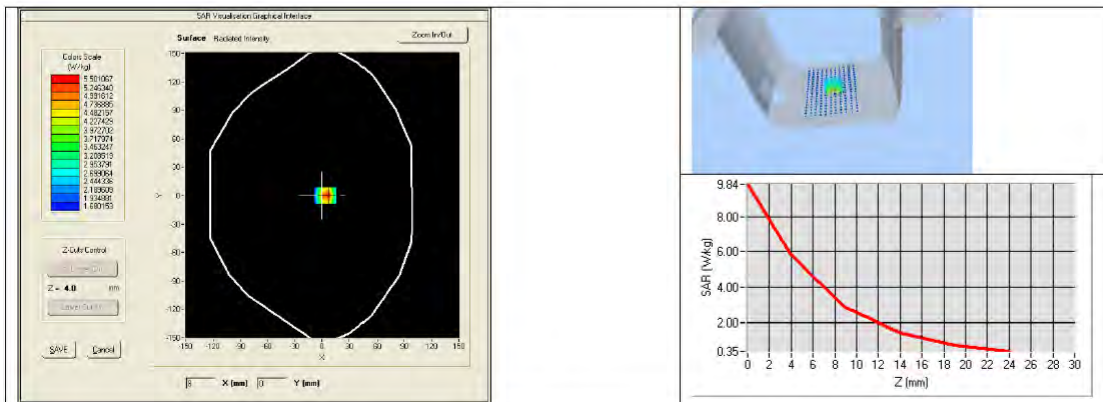 SAR Visualisation Graphical Interface
Surface Radiated Intensity
Zoom In/Out
Colors Scale
(W/kg)
5.501067
5.246340
4.991612
4.736885
4.482157
4.227429
3.972702
3.717974
3.463247
3.208519
2.953791
2.699064
2.444336
2.189609
1.934881
1.680153
150-
120-
90-
60-
30-
Y 0-
-30-
-60-
-90-
-120-
-150-
-150 -120 -90 -60 -30 0 30 60 90 120 150
X
Z-Cuts Control
Z = 4.0 mm
SAVE Cancel
8 X (mm) 0 Y (mm)
9.84
8.00
6.00
4.00
2.00
0.35
SAR (W/kg)
0 2 4 6 8 10 12 14 16 18 20 22 24 26 28 30
Z (mm)